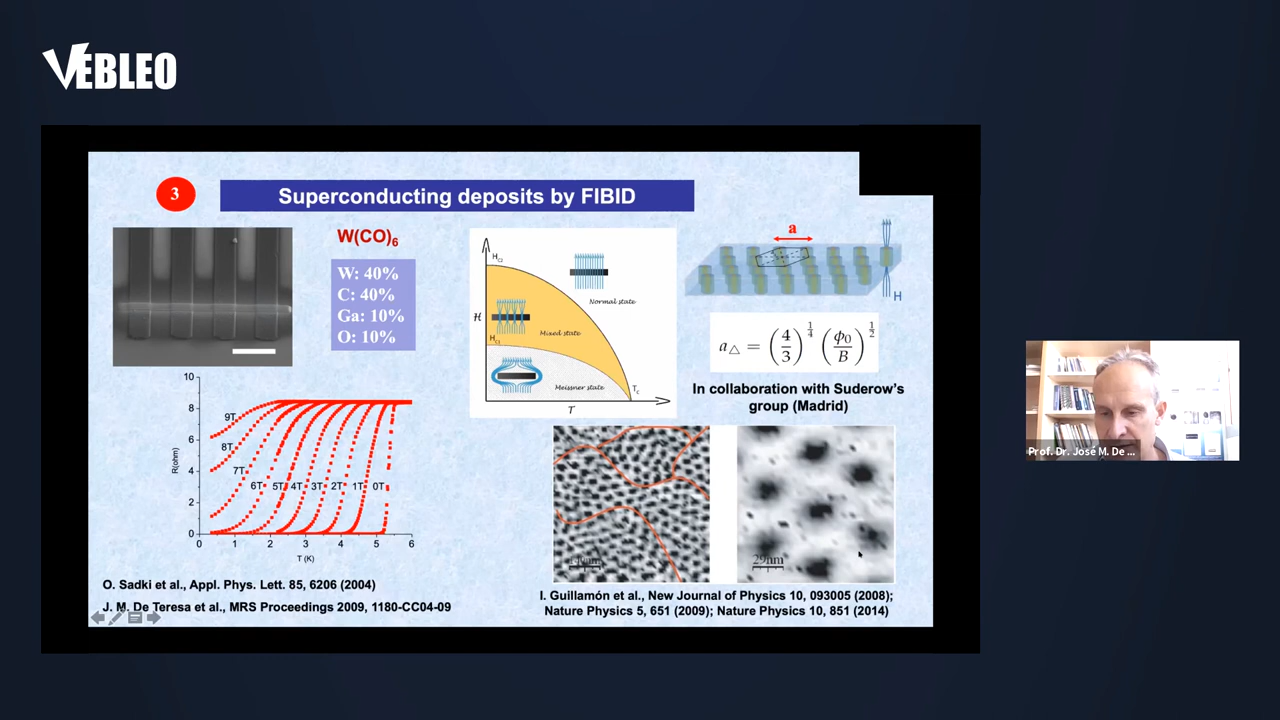 VEBLEO
3
Superconducting deposits by FIBID
W(CO)6
W: 40%
C: 40%
Ga: 10%
O: 10%
10
8
6
4
2
0
R(ohm)
9T
8T
7T
6T
5T
4T
3T
2T
1T
0T
0
1
2
3
4
5
6
T (K)
O. Sadki et al., Appl. Phys. Lett. 85, 6206 (2004)
J. M. De Teresa et al., MRS Proceedings 2009, 1180-CC04-09
HC2
Normal state
H
Mixed state
HC1
Meissner state
TC
T
a
H
a△ = (4/3)^1/4 (ϕ0/B)^1/2
In collaboration with Suderow's
group (Madrid)
29nm
I. Guillamón et al., New Journal of Physics 10, 093005 (2008);
Nature Physics 5, 651 (2009); Nature Physics 10, 851 (2014)
Prof. Dr. José M. De ...